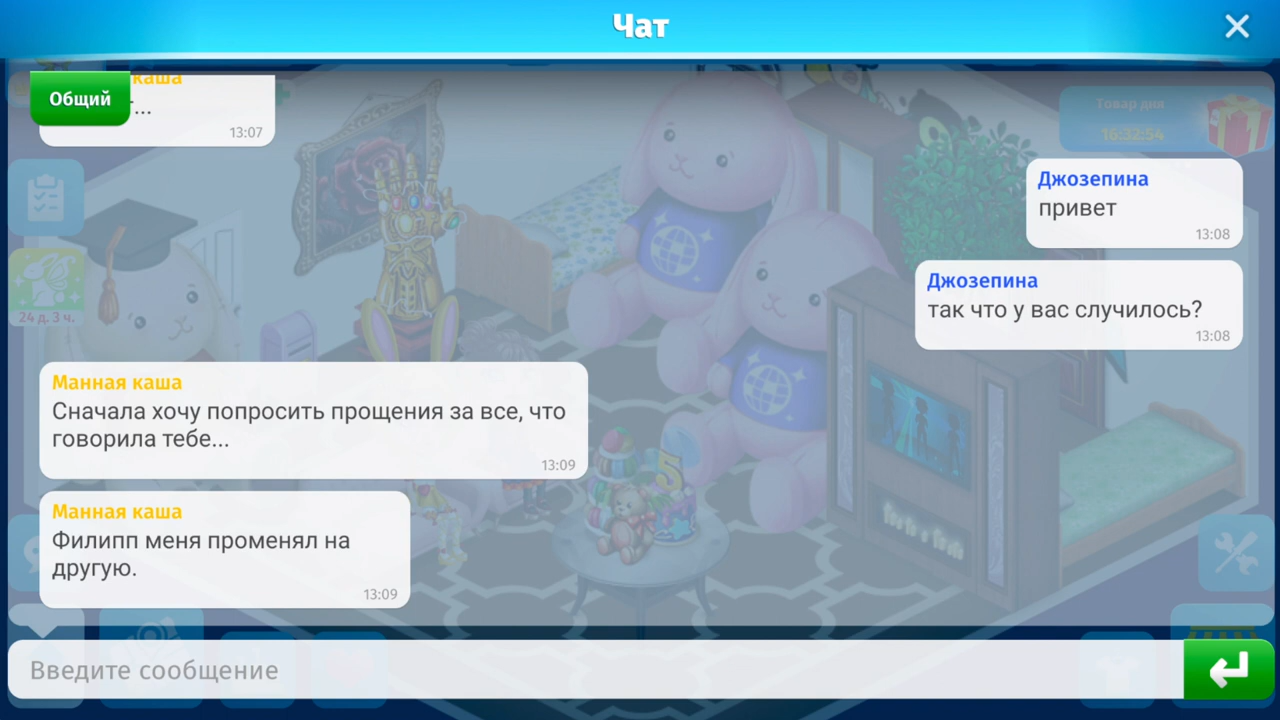 Чат
Общий
каша
...
13:07
Товар дня
16:32:54
Джозепина
привет
13:08
Джозепина
так что у вас случилось?
13:08
24 д. 3 ч.
Манная каша
Сначала хочу попросить прощения за все, что
говорила тебе...
13:09
5
Манная каша
Филипп меня променял на
другую.
13:09
Введите сообщение